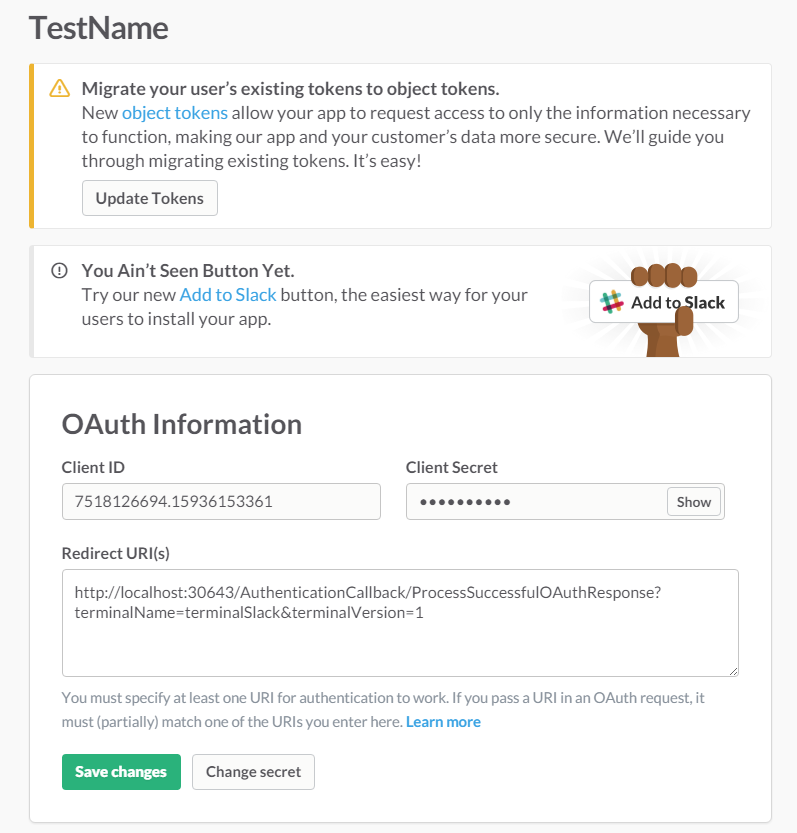 TestName
Migrate your user’s existing tokens to object tokens.
New object tokens allow your app to request access to only the information necessary
to function, making our app and your customer’s data more secure. We’ll guide you
through migrating existing tokens. It’s easy!
Update Tokens
You Ain’t Seen Button Yet.
Try our new Add to Slack button, the easiest way for your
users to install your app.
Add to Slack
OAuth Information
Client ID
Client Secret
7518126694.15936153361
••••••••••
Show
Redirect URI(s)
http://localhost:30643/AuthenticationCallback/ProcessSuccessfulOAuthResponse?
terminalName=terminalSlack&terminalVersion=1
You must specify at least one URI for authentication to work. If you pass a URI in an OAuth request, it
must (partially) match one of the URIs you enter here. Learn more
Save changes
Change secret